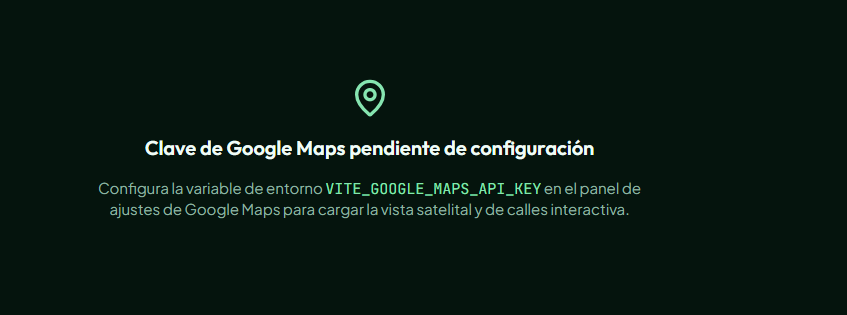 Clave de Google Maps pendiente de configuración
Configura la variable de entorno VITE_GOOGLE_MAPS_API_KEY en el panel de
ajustes de Google Maps para cargar la vista satelital y de calles interactiva.